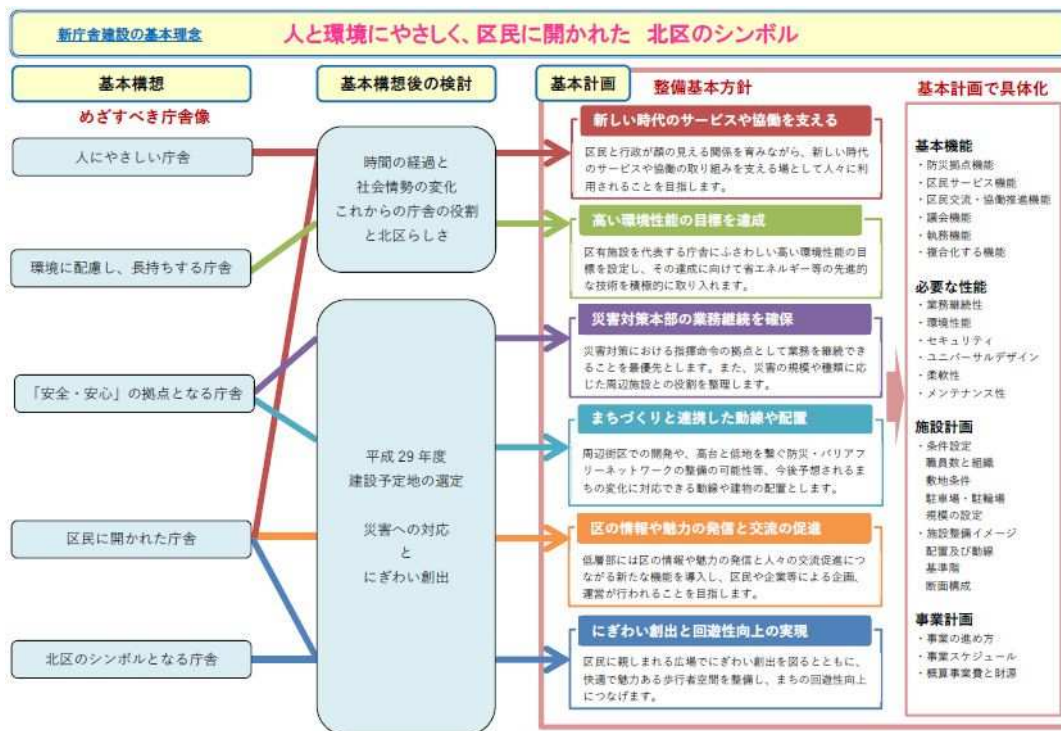 新庁舎建設の基本理念
人と環境にやさしく、区民に開かれた 北区のシンボル
基本構想
めざすべき庁舎像
人にやさしい庁舎
環境に配慮し、長持ちする庁舎
「安全・安心」の拠点となる庁舎
区民に開かれた庁舎
北区のシンボルとなる庁舎
基本構想後の検討
時間の経過と
社会情勢の変化
これからの庁舎の役割
と北区らしさ
平成 29 年度
建設予定地の選定
災害への対応
と
にぎわい創出
基本計画
整備基本方針
新しい時代のサービスや協働を支える
区民と行政が顔の見える関係を育みながら、新しい時代
のサービスや協働の取り組みを支える場として人々に利
用されることを目指します。
高い環境性能の目標を達成
区有施設を代表する庁舎にふさわしい高い環境性能の目
標を設定し、その達成に向けて省エネルギー等の先進的
な技術を積極的に取り入れます。
災害対策本部の業務継続を確保
災害対策における指揮命令の拠点として業務を継続でき
ることを最優先とします。また、災害の規模や種類に応
じた周辺施設との役割を整理します。
まちづくりと連携した動線や配置
周辺街区での開発や、高台と低地を繋ぐ防災・バリアフ
リーネットワークの整備の可能性等、今後予想されるま
ちの変化に対応できる動線や建物の配置とします。
区の情報や魅力の発信と交流の促進
低層部には区の情報や魅力の発信と人々の交流促進につ
ながる新たな機能を導入し、区民や企業等による企画、
運営が行われることを目指します。
にぎわい創出と回遊性向上の実現
区民に親しまれる広場でにぎわい創出を図るとともに、
快適で魅力ある歩行者空間を整備し、まちの回遊性向上
につなげます。
基本計画で具体化
基本機能
・防災拠点機能
・区民サービス機能
・区民交流・協働推進機能
・議会機能
・執務機能
・複合化する機能
必要な性能
・業務継続性
・環境性能
・セキュリティ
・ユニバーサルデザイン
・柔軟性
・メンテナンス性
施設計画
・条件設定
職員数と組織
敷地条件
駐車場・駐輪場
規模の設定
・施設整備イメージ
配置及び動線
基準階
断面構成
事業計画
・事業の進め方
・事業スケジュール
・概算事業費と財源